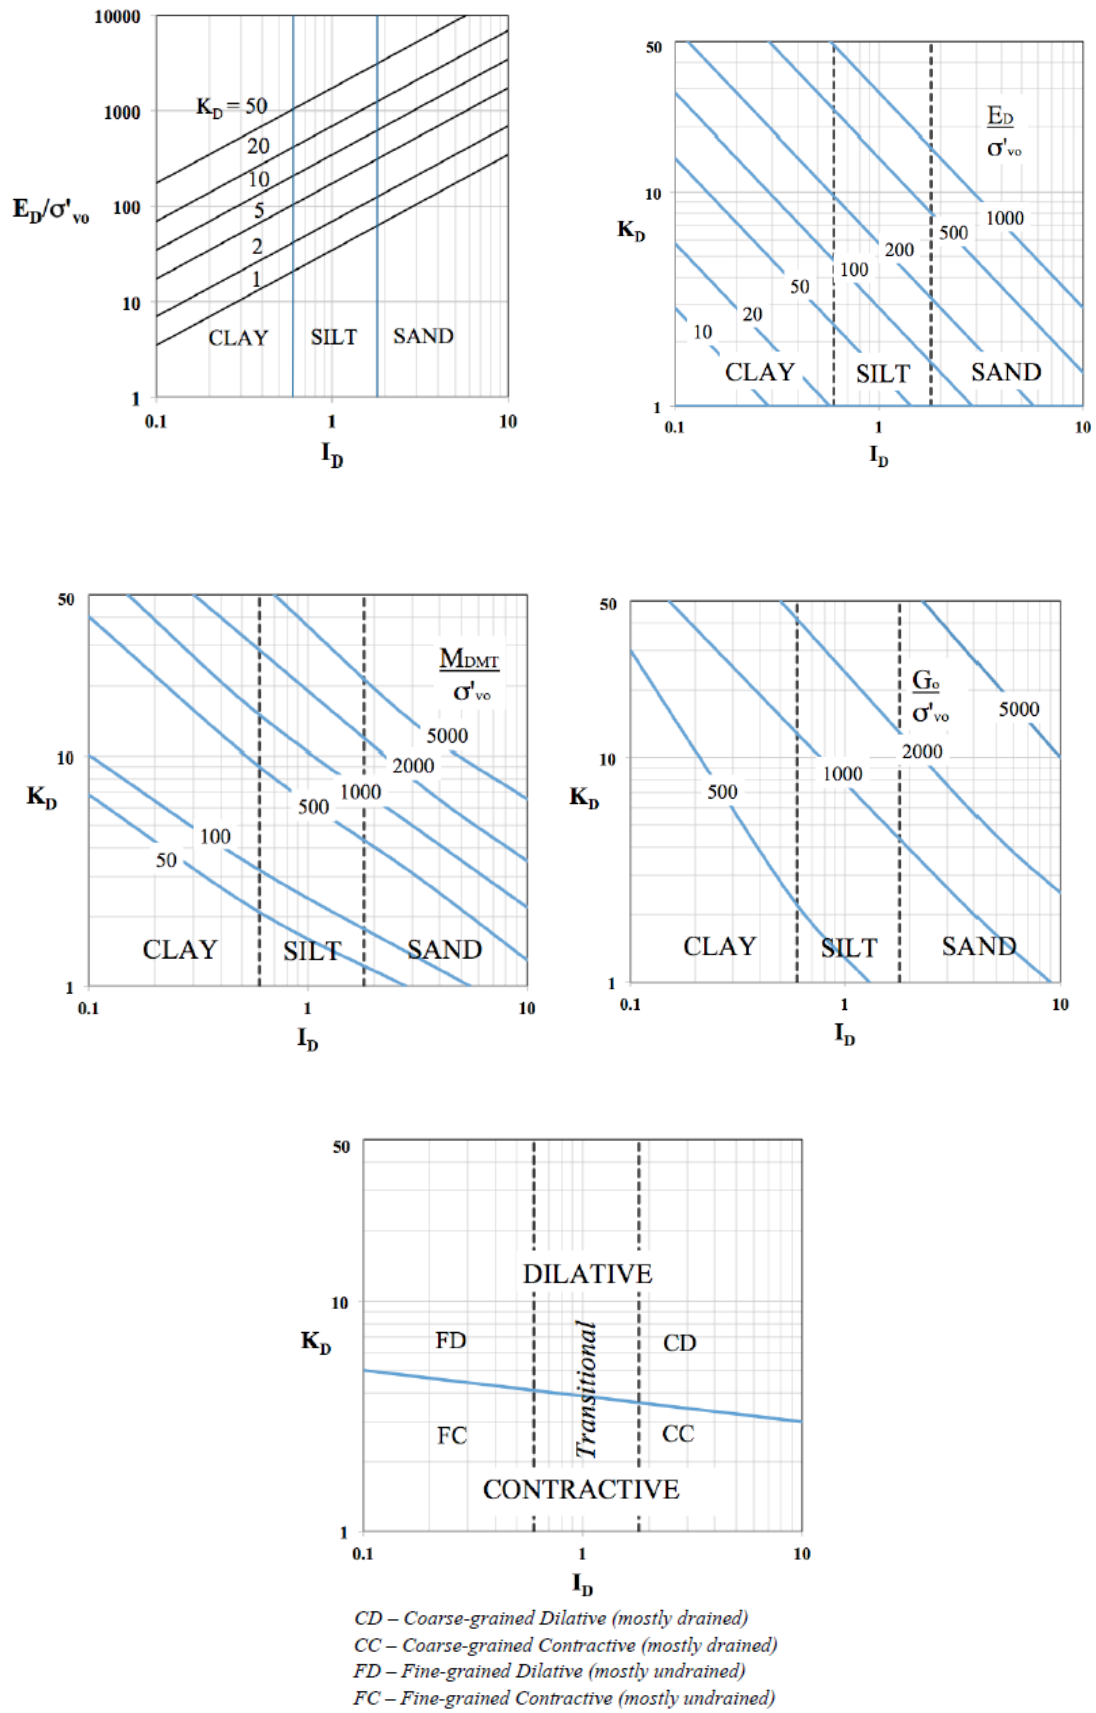 10000
1000
100
10
1
E_D/σ'vo
K_D = 50
20
10
5
2
1
CLAY SILT SAND
0.1 1 10
I_D
50
10
1
K_D
E_D
σ'vo
1000
500
200
100
50
20
10
CLAY SILT SAND
0.1 1 10
I_D
50
10
1
K_D
M_DMT
σ'vo
5000
2000
1000
500
100
50
CLAY SILT SAND
0.1 1 10
I_D
50
10
1
K_D
G_o
σ'vo
5000
2000
1000
500
CLAY SILT SAND
0.1 1 10
I_D
50
10
1
K_D
DILATIVE
FD Transitional CD
FC CC
CONTRACTIVE
0.1 1 10
I_D
CD – Coarse-grained Dilative (mostly drained)
CC – Coarse-grained Contractive (mostly drained)
FD – Fine-grained Dilative (mostly undrained)
FC – Fine-grained Contractive (mostly undrained)